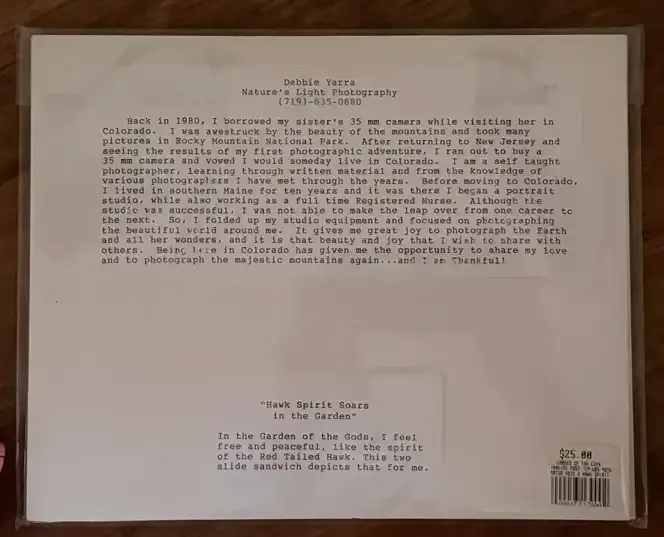 Debbie Yarra
Nature's Light Photography
(719)-635-0680
Back in 1980, I borrowed my sister's 35 mm camera while visiting her in
Colorado. I was awestruck by the beauty of the mountains and took many
pictures in Rocky Mountain National Park. After returning to New Jersey and
seeing the results of my first photographic adventure, I ran out to buy a
35 mm camera and vowed I would someday live in Colorado. I am a self taught
photographer, learning through written material and from the knowledge of
various photographers I have met through the years. Before moving to Colorado,
I lived in southern Maine for ten years and it was there I began a portrait
studio, while also working as a full time Registered Nurse. Although the
studio was successful, I was not able to make the leap over from one career to
the next. So, I folded up my studio equipment and focused on photographing
the beautiful world around me. It gives me great joy to photograph the Earth
and all her wonders, and it is that beauty and joy that I wish to share with
others. Being here in Colorado has given me the opportunity to share my love
and to photograph the majestic mountains again...and I am Thankful!
"Hawk Spirit Soars
in the Garden"
In the Garden of the Gods, I feel
free and peaceful, like the spirit
of the Red Tailed Hawk. This two
slide sandwich depicts that for me.
$25.00